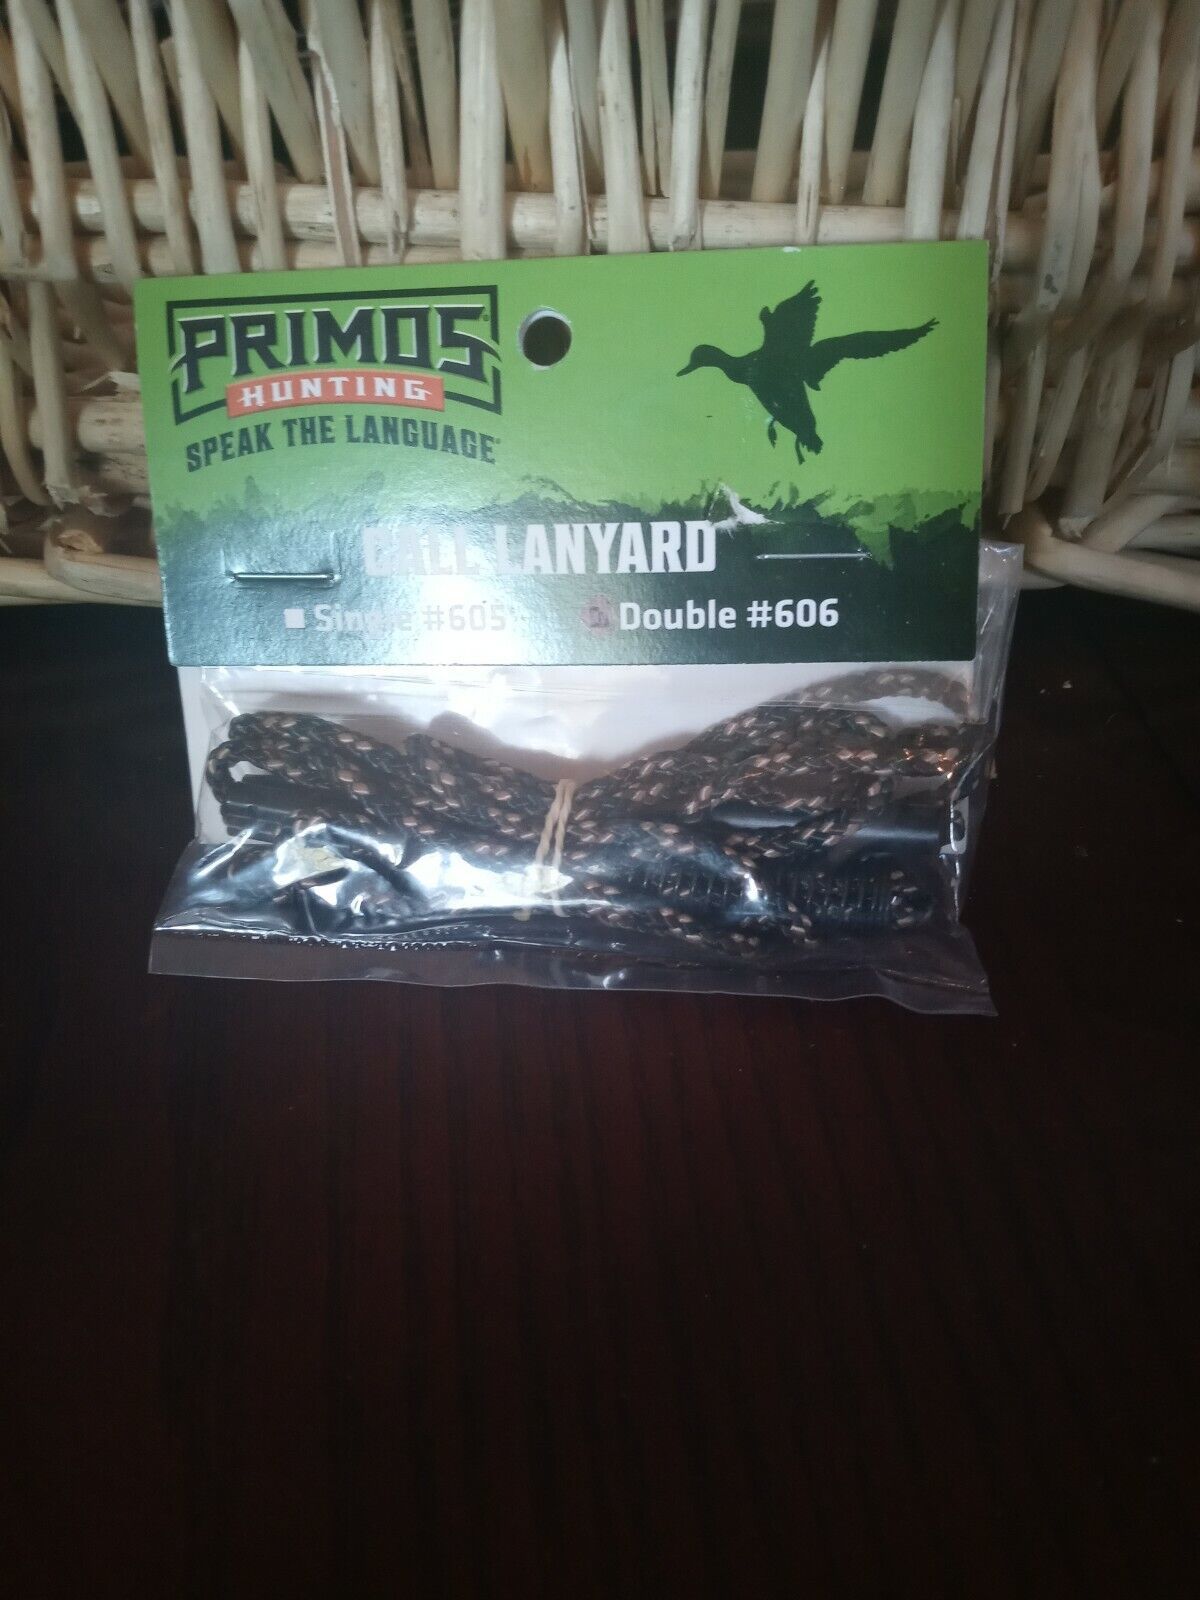 PRIMOS®
HUNTING
SPEAK THE LANGUAGE®
CALL LANYARD
Single #605 Double #606